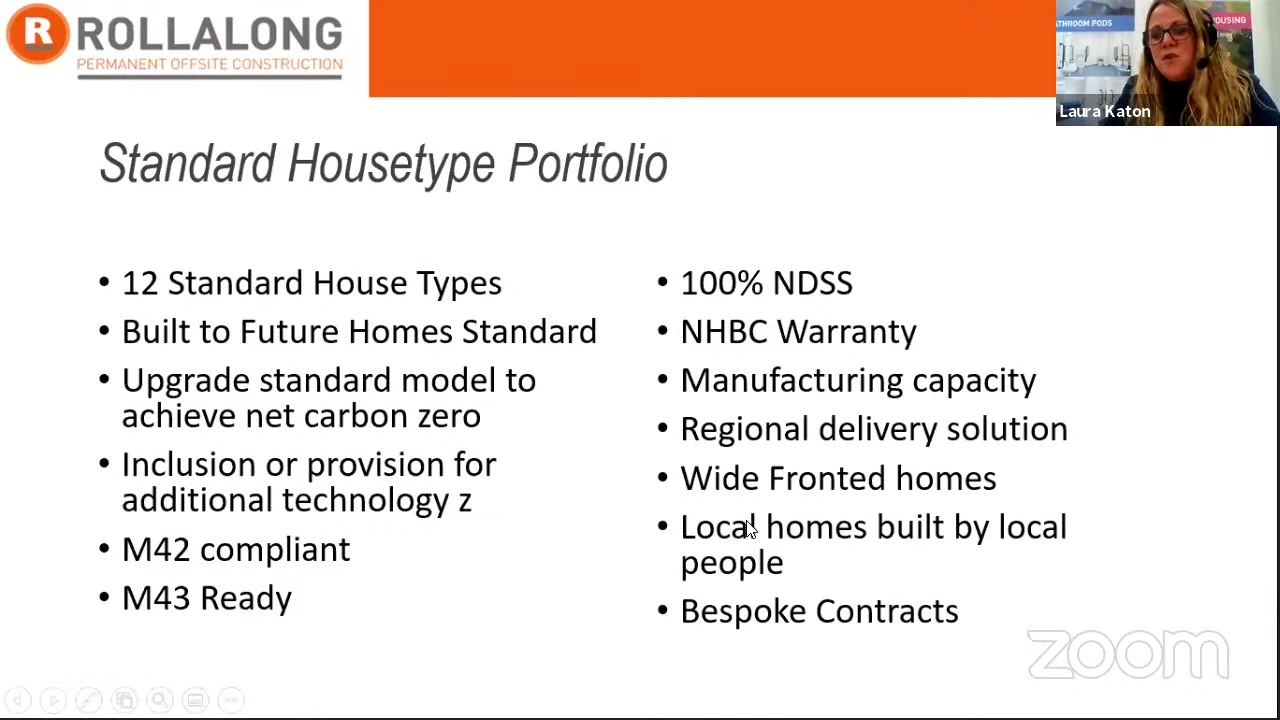 ROLLALONG
PERMANENT OFFSITE CONSTRUCTION
ATHROOM PODS
OUSING
Laura Katon
Standard Housetype Portfolio
• 12 Standard House Types
• Built to Future Homes Standard
• Upgrade standard model to
achieve net carbon zero
• Inclusion or provision for
additional technology z
• M42 compliant
• M43 Ready
• 100% NDSS
• NHBC Warranty
• Manufacturing capacity
• Regional delivery solution
• Wide Fronted homes
• Local homes built by local
people
• Bespoke Contracts
zoom